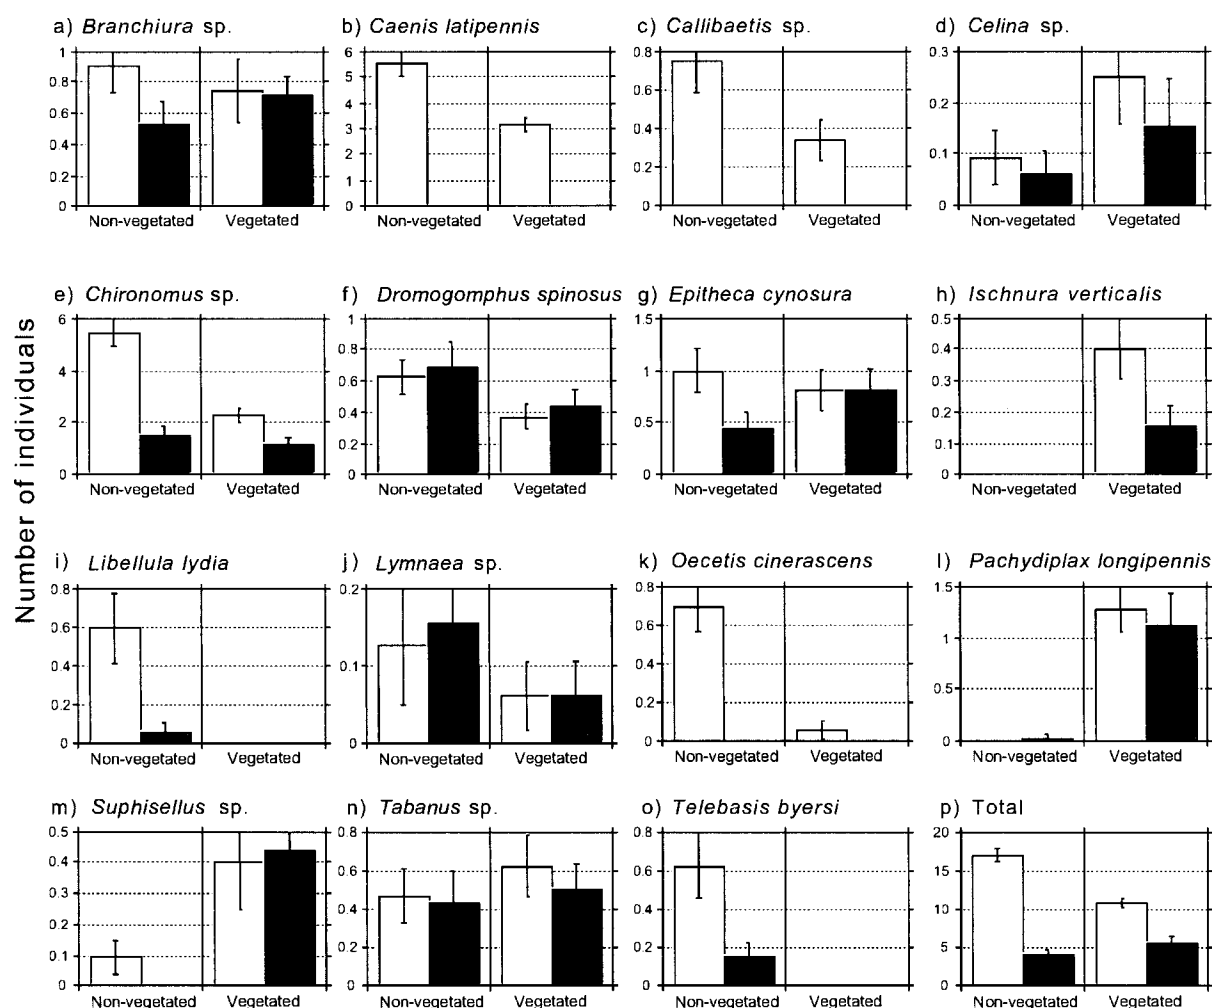 Number of individuals
a) Branchiura sp.
1
0.8
0.6
0.4
0.2
0
Non-vegetated Vegetated
b) Caenis latipennis
6
5
4
3
2
1
0
Non-vegetated Vegetated
c) Callibaetis sp.
0.8
0.6
0.4
0.2
0
Non-vegetated Vegetated
d) Celina sp.
0.3
0.2
0.1
0
Non-vegetated Vegetated
e) Chironomus sp.
6
4
2
0
Non-vegetated Vegetated
f) Dromogomphus spinosus
1
0.8
0.6
0.4
0.2
0
Non-vegetated Vegetated
g) Epitheca cynosura
1.5
1
0.5
0
Non-vegetated Vegetated
h) Ischnura verticalis
0.5
0.4
0.3
0.2
0.1
0
Non-vegetated Vegetated
i) Libellula lydia
0.8
0.6
0.4
0.2
0
Non-vegetated Vegetated
j) Lymnaea sp.
0.2
0.1
0
Non-vegetated Vegetated
k) Oecetis cinerascens
0.8
0.6
0.4
0.2
0
Non-vegetated Vegetated
l) Pachydiplax longipennis
1.5
1
0
Non-vegetated Vegetated
m) Suphisellus sp.
0.5
0.4
0.3
0.2
0.1
0
Non-vegetated Vegetated
n) Tabanus sp.
0.8
0.6
0.4
0.2
0
Non-vegetated Vegetated
o) Telebasis byersi
0.8
0.6
0.4
0.2
0
Non-vegetated Vegetated
p) Total
20
15
10
5
0
Non-vegetated Vegetated